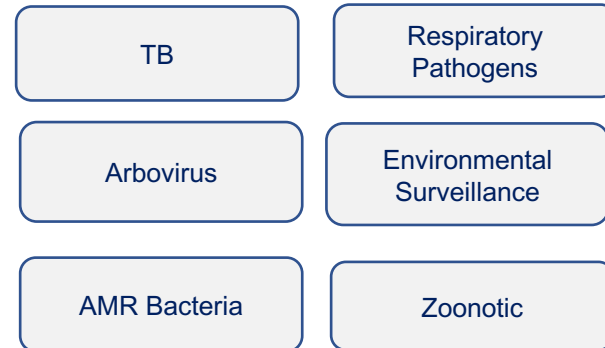 TB
Respiratory
Pathogens
Arbovirus
Environmental
Surveillance
AMR Bacteria
Zoonotic